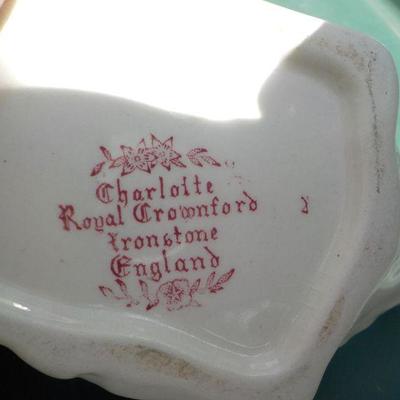 Charlotte
Royal Crownford
Ironstone
England